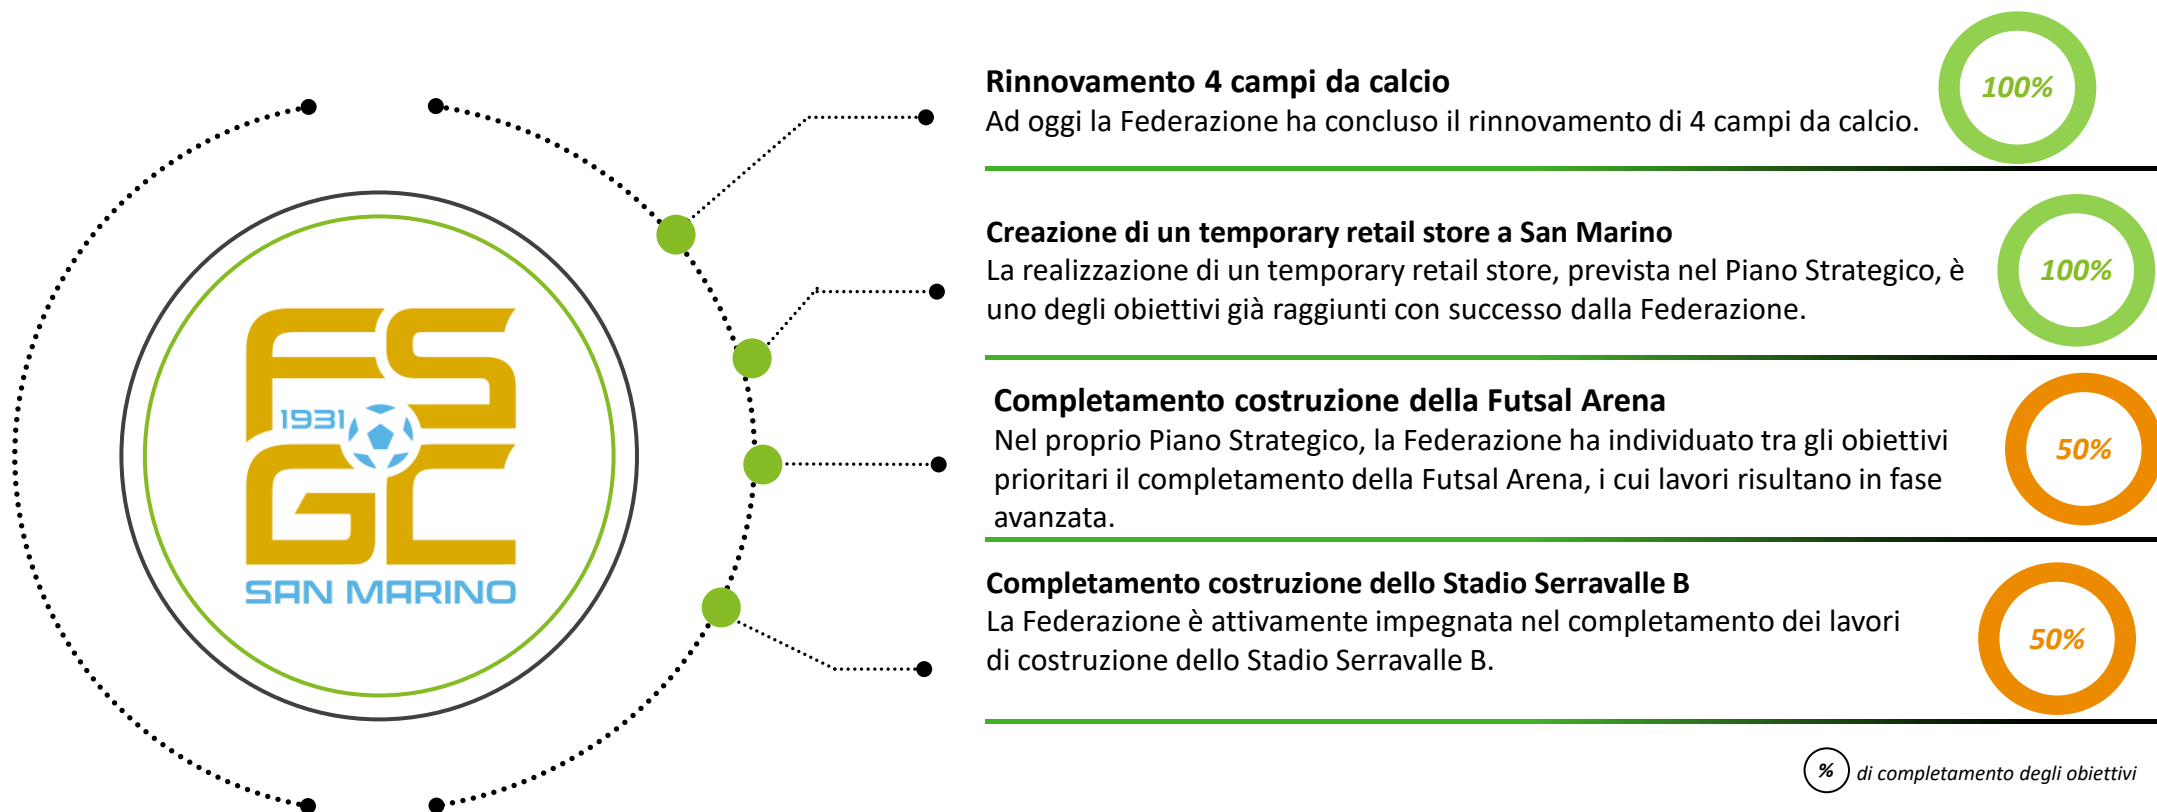 Rinnovamento 4 campi da calcio
Ad oggi la Federazione ha concluso il rinnovamento di 4 campi da calcio.
100%
Creazione di un temporary retail store a San Marino
La realizzazione di un temporary retail store, prevista nel Piano Strategico, è
uno degli obiettivi già raggiunti con successo dalla Federazione.
100%
Completamento costruzione della Futsal Arena
Nel proprio Piano Strategico, la Federazione ha individuato tra gli obiettivi
prioritari il completamento della Futsal Arena, i cui lavori risultano in fase
avanzata.
50%
Completamento costruzione dello Stadio Serravalle B
La Federazione è attivamente impegnata nel completamento dei lavori
di costruzione dello Stadio Serravalle B.
50%
FS
1931
GC
SAN MARINO
% di completamento degli obiettivi